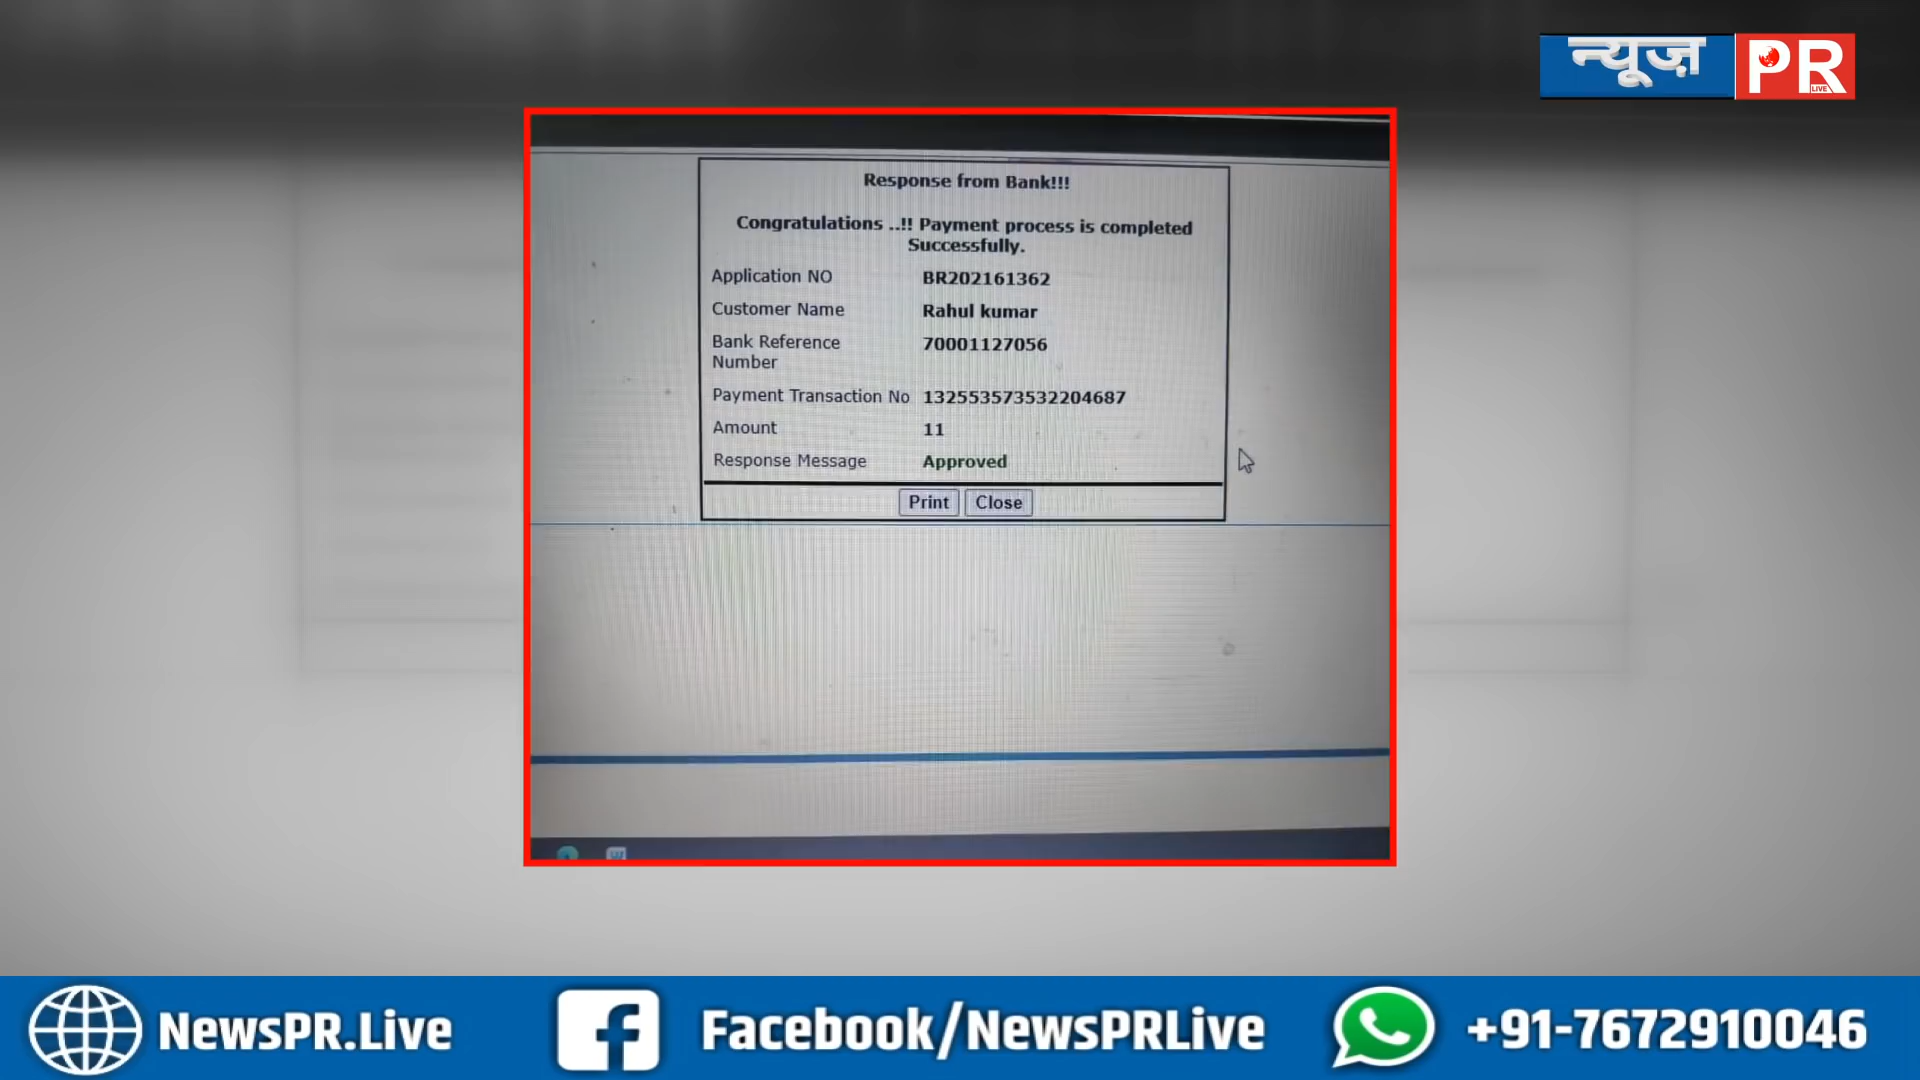 न्यूज़ PR
LIVE
Response from Bank!!!
Congratulations ..!! Payment process is completed
Successfully.
Application NO BR202161362
Customer Name Rahul kumar
Bank Reference Number 70001127056
Payment Transaction No 132553573532204687
Amount 11
Response Message Approved
Print Close
NewsPR.Live Facebook/NewsPRLive +91-7672910046